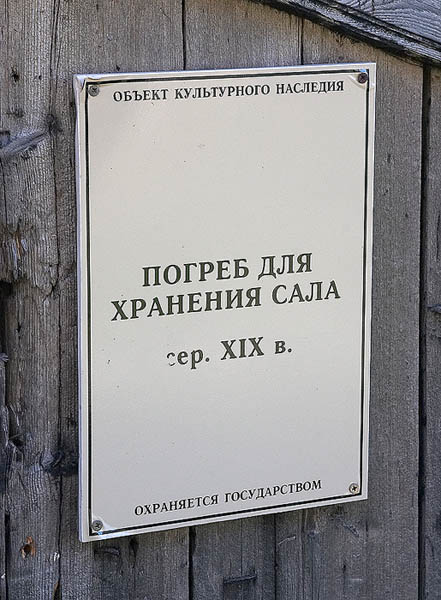 ОБЪЕКТ КУЛЬТУРНОГО НАСЛЕДИЯ
ПОГРЕБ ДЛЯ
ХРАНЕНИЯ САЛА
сер. XIX в.
ОХРАНЯЕТСЯ ГОСУДАРСТВОМ